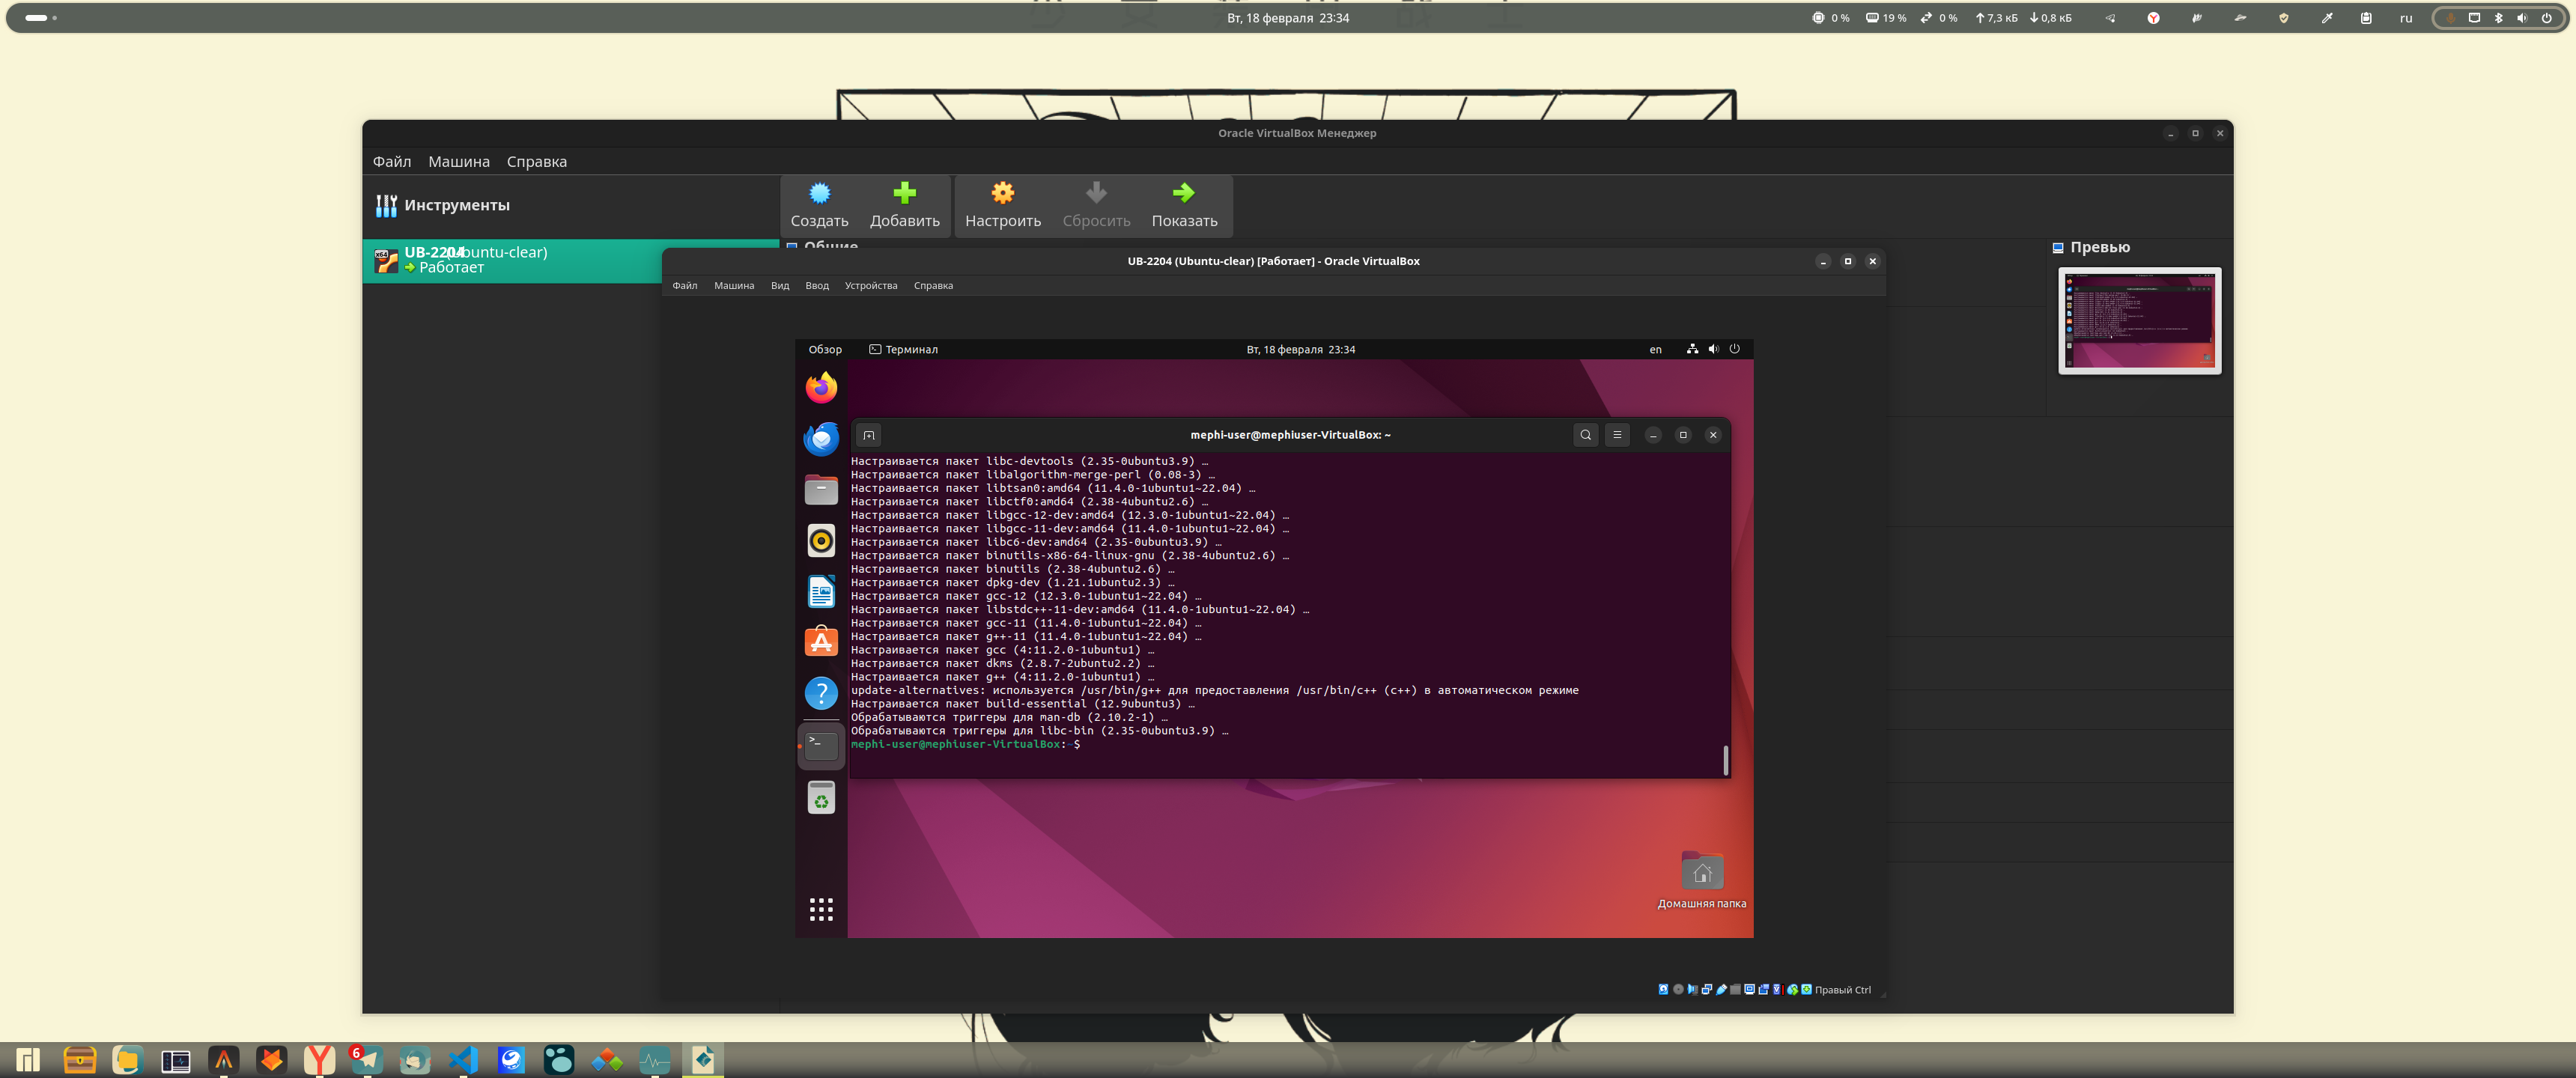 Вт, 18 февраля 23:34
0 % 19 % 0 % 7,3 кБ 0,8 кБ ru
Oracle VirtualBox Менеджер
Файл Машина Справка
Инструменты
Создать Добавить Настроить Сбросить Показать
UB-2204 (Ubuntu-clear)
Работает
Общие
Превью
UB-2204 (Ubuntu-clear) [Работает] - Oracle VirtualBox
Файл Машина Вид Ввод Устройства Справка
Обзор Терминал Вт, 18 февраля 23:34 en
mephi-user@mephiuser-VirtualBox: ~
Настраивается пакет libc-devtools (2.35-0ubuntu3.9) …
Настраивается пакет libalgorithm-merge-perl (0.08-3) …
Настраивается пакет libtsan0:amd64 (11.4.0-1ubuntu1~22.04) …
Настраивается пакет libctf0:amd64 (2.38-4ubuntu2.6) …
Настраивается пакет libgcc-12-dev:amd64 (12.3.0-1ubuntu1~22.04) …
Настраивается пакет libgcc-11-dev:amd64 (11.4.0-1ubuntu1~22.04) …
Настраивается пакет libc6-dev:amd64 (2.35-0ubuntu3.9) …
Настраивается пакет binutils-x86-64-linux-gnu (2.38-4ubuntu2.6) …
Настраивается пакет binutils (2.38-4ubuntu2.6) …
Настраивается пакет dpkg-dev (1.21.1ubuntu2.3) …
Настраивается пакет gcc-12 (12.3.0-1ubuntu1~22.04) …
Настраивается пакет libstdc++-11-dev:amd64 (11.4.0-1ubuntu1~22.04) …
Настраивается пакет gcc-11 (11.4.0-1ubuntu1~22.04) …
Настраивается пакет g++-11 (11.4.0-1ubuntu1~22.04) …
Настраивается пакет gcc (4:11.2.0-1ubuntu1) …
Настраивается пакет dkms (2.8.7-2ubuntu2.2) …
Настраивается пакет g++ (4:11.2.0-1ubuntu1) …
update-alternatives: используется /usr/bin/g++ для предоставления /usr/bin/c++ (c++) в автоматическом режиме
Настраивается пакет build-essential (12.9ubuntu3) …
Обрабатываются триггеры для man-db (2.10.2-1) …
Обрабатываются триггеры для libc-bin (2.35-0ubuntu3.9) …
mephi-user@mephiuser-VirtualBox:~$
Домашняя папка
Правый Ctrl
6